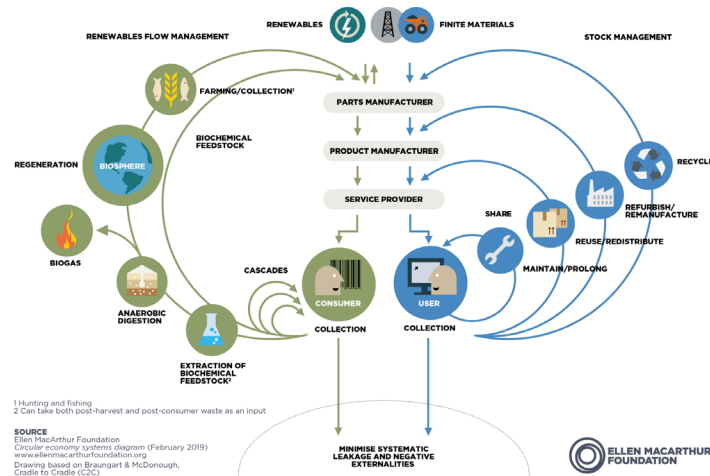 RENEWABLES
FINITE MATERIALS
RENEWABLES FLOW MANAGEMENT
STOCK MANAGEMENT
FARMING/COLLECTION¹
PARTS MANUFACTURER
BIOCHEMICAL
FEEDSTOCK
PRODUCT MANUFACTURER
REGENERATION
BIOSPHERE
RECYCLE
SERVICE PROVIDER
REFURBISH/
REMANUFACTURE
SHARE
REUSE/REDISTRIBUTE
BIOGAS
CASCADES
MAINTAIN/PROLONG
CONSUMER
USER
ANAEROBIC
DIGESTION
COLLECTION
COLLECTION
EXTRACTION OF
BIOCHEMICAL
FEEDSTOCK²
1 Hunting and fishing
2 Can take both post-harvest and post-consumer waste as an input
SOURCE
Ellen MacArthur Foundation
Circular economy systems diagram (February 2019)
www.ellenmacarthurfoundation.org
Drawing based on Braungart & McDonough,
Cradle to Cradle (C2C)
MINIMISE SYSTEMATIC
LEAKAGE AND NEGATIVE
EXTERNALITIES
ELLEN MACARTHUR
FOUNDATION